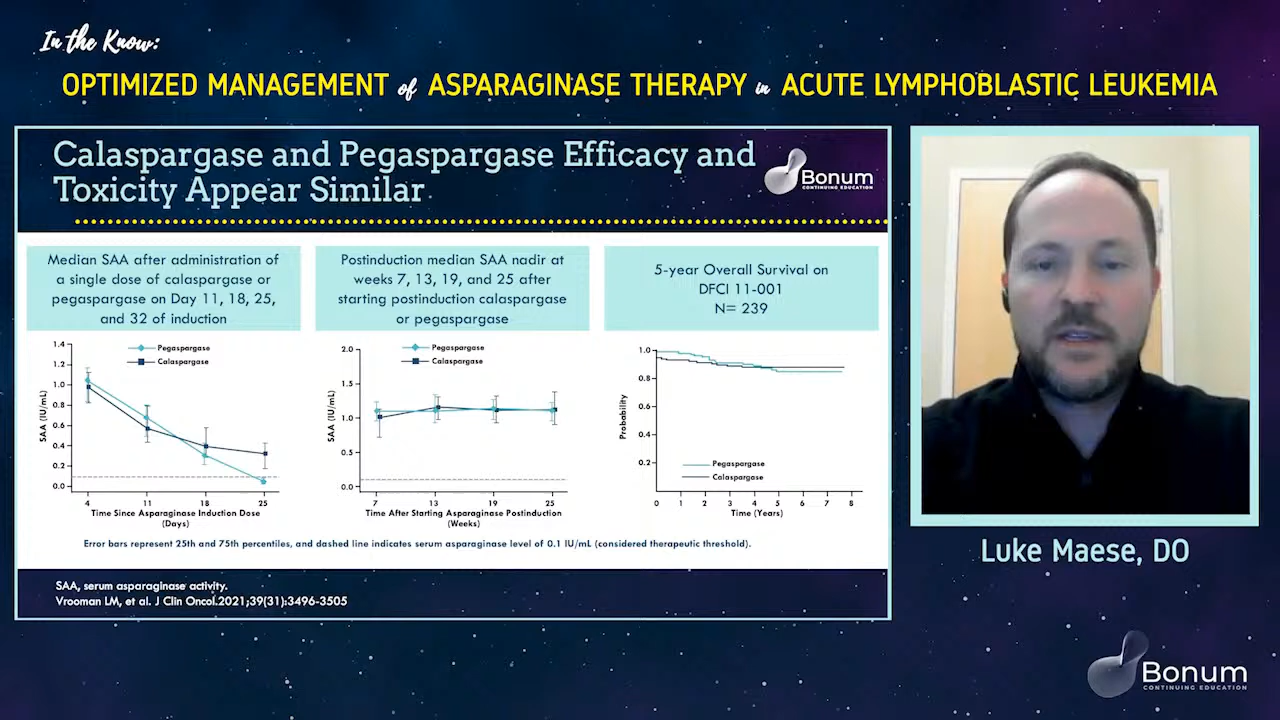 In the Know:
OPTIMIZED MANAGEMENT of ASPARAGINASE THERAPY in ACUTE LYMPHOBLASTIC LEUKEMIA
Calaspargase and Pegaspargase Efficacy and
Toxicity Appear Similar
Bonum
CONTINUING EDUCATION
Median SAA after administration of
a single dose of calaspargase or
pegaspargase on Day 11, 18, 25,
and 32 of induction
1.4
1.2
1.0
0.8
0.6
0.4
0.2
0.0
SAA (IU/mL)
Pegaspargase
Calaspargase
4 11 18 25
Time Since Asparaginase Induction Dose
(Days)
Postinduction median SAA nadir at
weeks 7, 13, 19, and 25 after
starting postinduction calaspargase
or pegaspargase
2.0
1.5
1.0
0.5
0.0
SAA (IU/mL)
Pegaspargase
Calaspargase
7 13 19 25
Time After Starting Asparaginase Postinduction
(Weeks)
5-year Overall Survival on
DFCI 11-001
N= 239
1.0
0.8
0.6
0.4
0.2
Probability
Pegaspargase
Calaspargase
0 1 2 3 4 5 6 7 8
Time (Years)
Error bars represent 25th and 75th percentiles, and dashed line indicates serum asparaginase level of 0.1 IU/mL (considered therapeutic threshold).
SAA, serum asparaginase activity.
Vrooman LM, et al. J Clin Oncol.2021;39(31):3496-3505
Luke Maese, DO
Bonum
CONTINUING EDUCATION